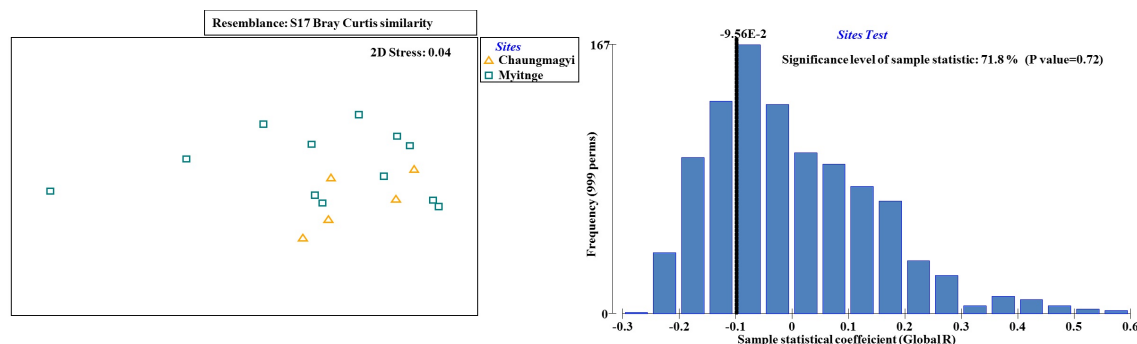 Resemblance: S17 Bray Curtis similarity
2D Stress: 0.04
Sites
Chaungmagyi
Myitnge
-9.56E-2
Sites Test
Significance level of sample statistic: 71.8 % (P value=0.72)
167
Frequency (999 perms)
0
-0.3 -0.2 -0.1 0 0.1 0.2 0.3 0.4 0.5 0.6
Sample statistical coeffeicient (Global R)